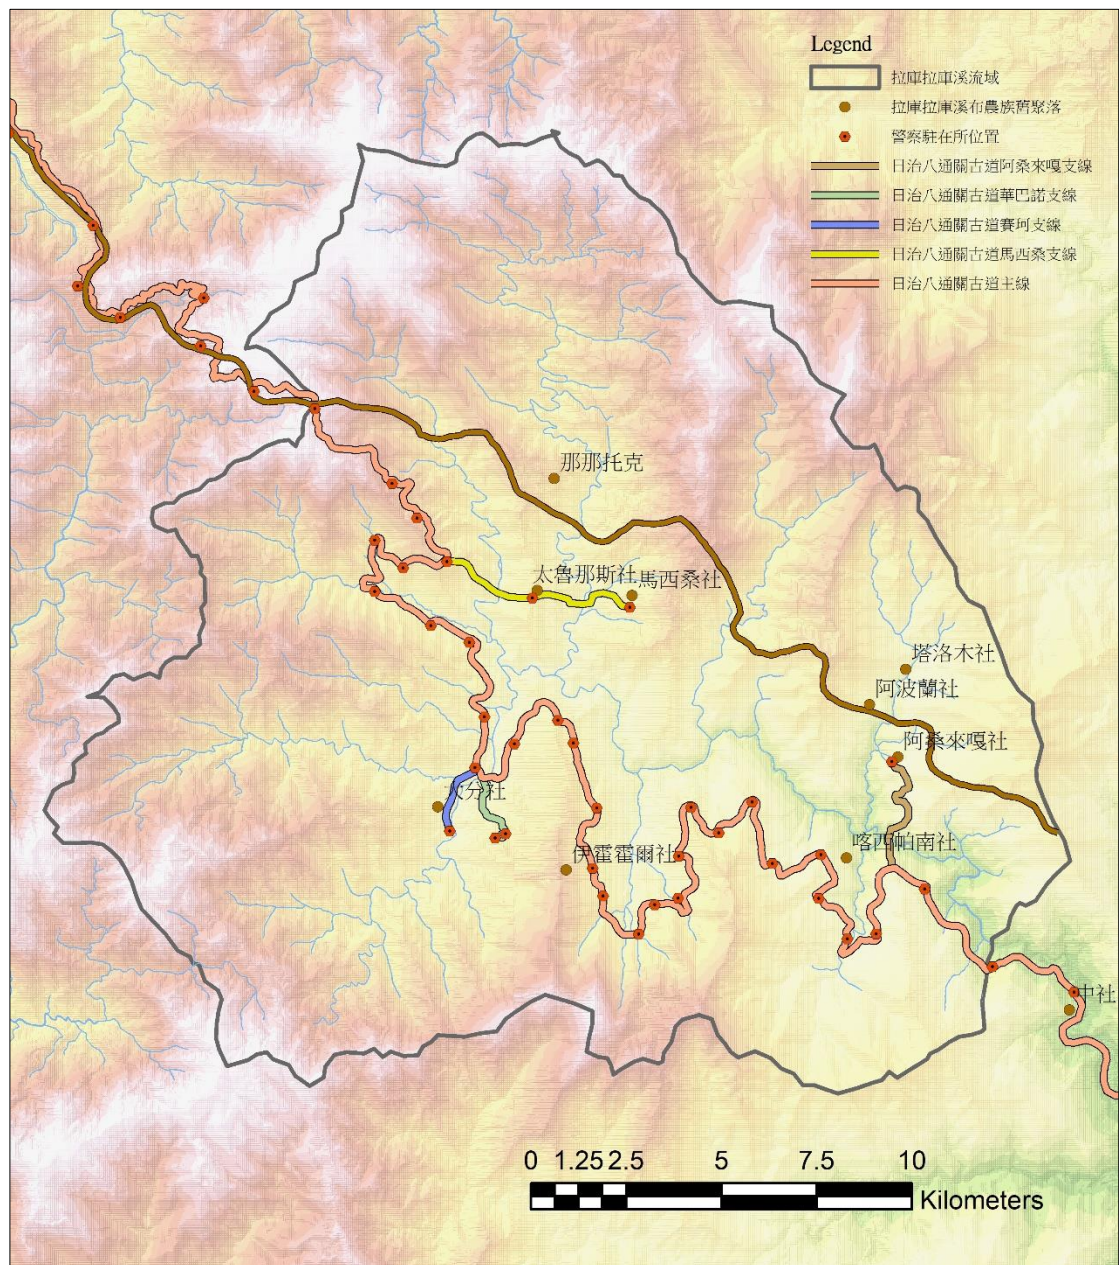 Legend
拉庫拉庫溪流域
拉庫拉庫溪布農族舊聚落
警察駐在所位置
日治八通關古道阿桑來嘎支線
日治八通關古道華巴諾支線
日治八通關古道賽珂支線
日治八通關古道馬西桑支線
日治八通關古道主線
那那托克
太魯那斯社
馬西桑社
塔洛木社
阿波蘭社
阿桑來嘎社
大分社
喀西帕南社
伊霍霍爾社
中社
0 1.25 2.5 5 7.5 10
Kilometers